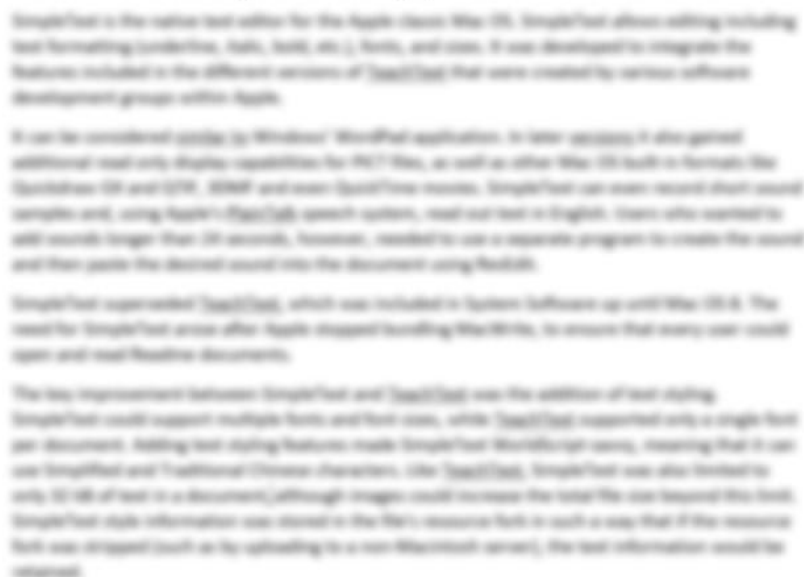 SimpleText is the native text editor for the Apple classic Mac OS. SimpleText allows editing including
text formatting (underline, italic, bold, etc.), fonts, and sizes. It was developed to integrate the
features included in the different versions of TeachText that were created by various software
development groups within Apple.
It can be considered similar to Windows' WordPad application. In later versions it also gained
additional read only display capabilities for PICT files, as well as other Mac OS built-in formats like
Quickdraw GX and QTIF, 3DMF and even QuickTime movies. SimpleText can even record short sound
samples and, using Apple's PlainTalk speech system, read out text in English. Users who wanted to
add sounds longer than 24 seconds, however, needed to use a separate program to create the sound
and then paste the desired sound into the document using ResEdit.
SimpleText superseded TeachText, which was included in System Software up until Mac OS 8. The
need for SimpleText arose after Apple stopped bundling MacWrite, to ensure that every user could
open and read Readme documents.
The key improvement between SimpleText and TeachText was the addition of text styling.
SimpleText could support multiple fonts and font sizes, while TeachText supported only a single font
per document. Adding text styling features made SimpleText WorldScript-savvy, meaning that it can
use Simplified and Traditional Chinese characters. Like TeachText, SimpleText was also limited to
only 32 kB of text in a document, although images could increase the total file size beyond this limit.
SimpleText style information was stored in the file's resource fork in such a way that if the resource
fork was stripped (such as by uploading to a non-Macintosh server), the text information would be
retained.